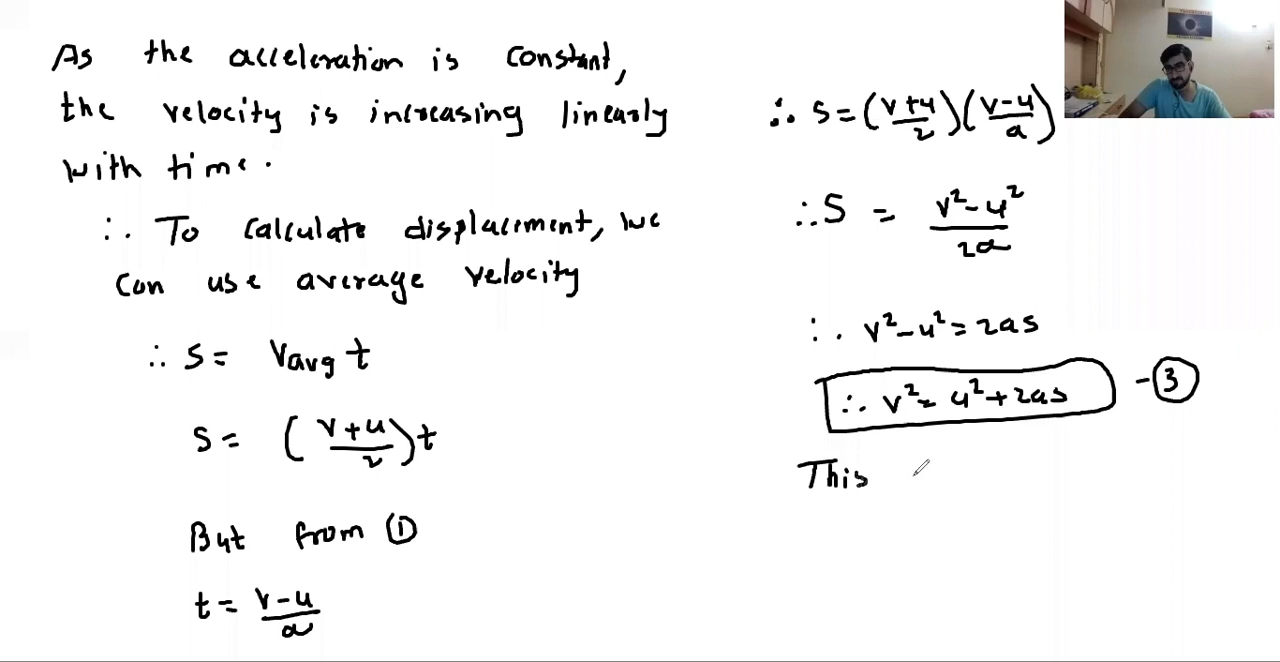 As the acceleration is constant,
the velocity is increasing linearly
with time.
∴ To calculate displacement, we
can use average velocity
∴ s = Vavg t
s = (v+u/2)t
But from ①
t = v-u/a
∴ s = (v+u/2)(v-u/a)
∴ s = v²-u²/2a
∴ v²-u² = 2as
∴ v² = u²+2as -③
This